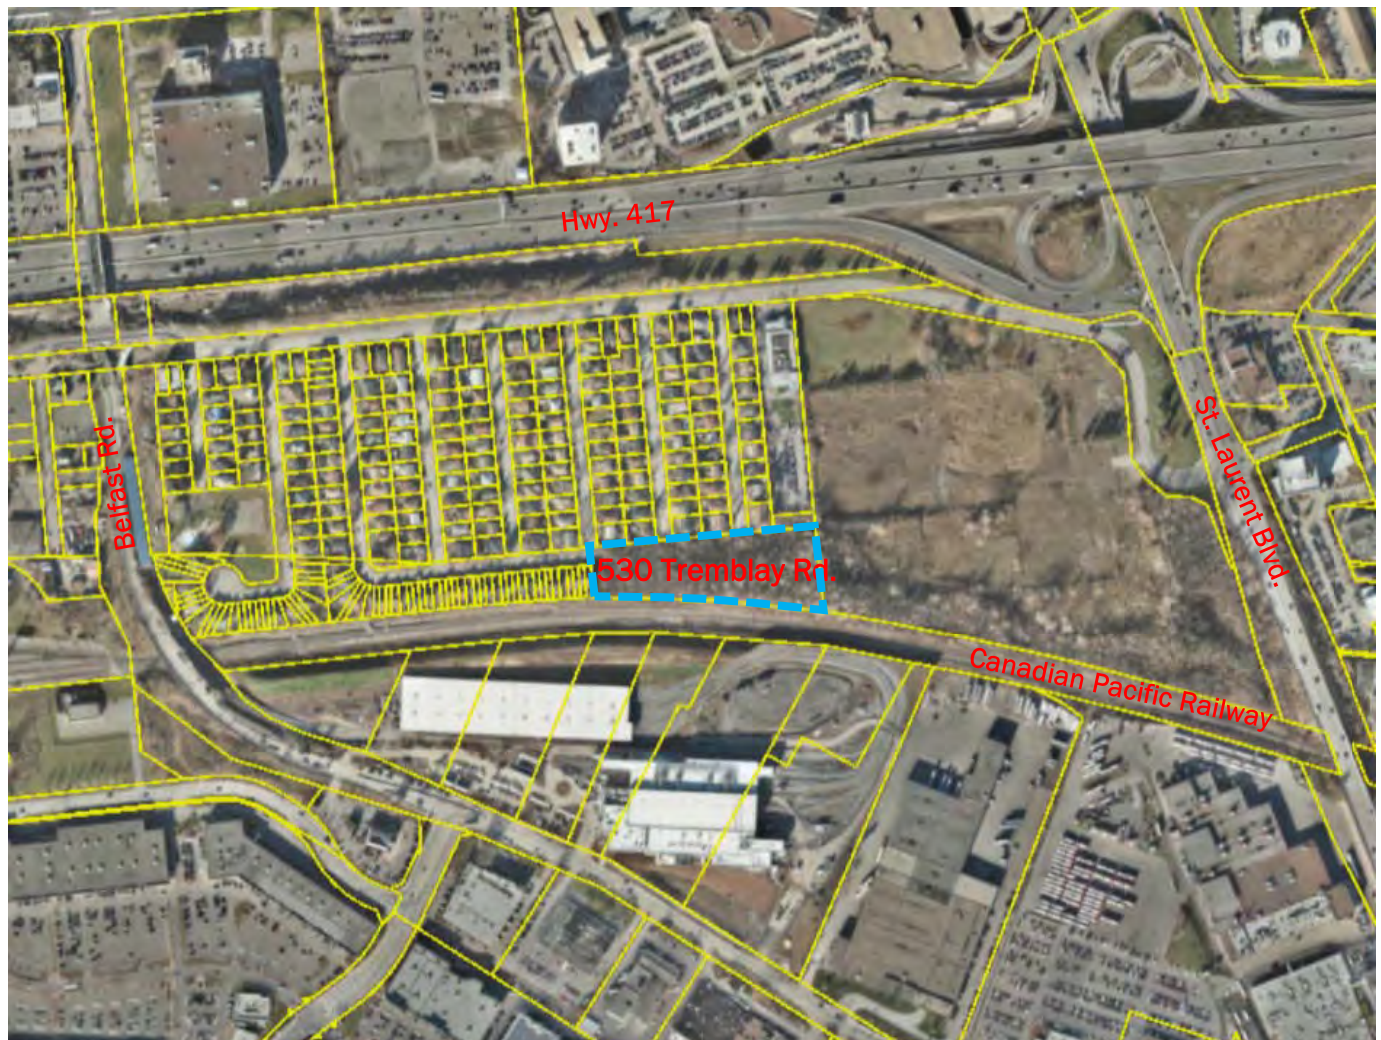 Hwy. 417
Belfast Rd.
St. Laurent Blvd.
530 Tremblay Rd.
Canadian Pacific Railway